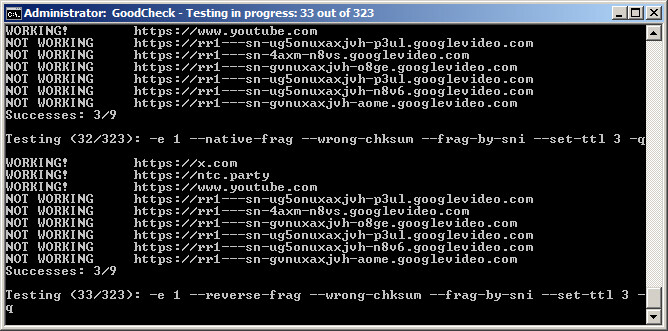 Administrator:  GoodCheck - Testing in progress: 33 out of 323
WORKING!        https://www.youtube.com
NOT WORKING     https://rr1---sn-ug5onuxaxjvh-p3ul.googlevideo.com
NOT WORKING     https://rr1---sn-4axm-n8vs.googlevideo.com
NOT WORKING     https://rr1---sn-gvnuxaxjvh-o8ge.googlevideo.com
NOT WORKING     https://rr1---sn-ug5onuxaxjvh-p3ul.googlevideo.com
NOT WORKING     https://rr1---sn-ug5onuxaxjvh-n8v6.googlevideo.com
NOT WORKING     https://rr1---sn-gvnuxaxjvh-aome.googlevideo.com
Successes: 3/9
Testing (32/323): -e 1 --native-frag --wrong-chksum --frag-by-sni --set-ttl 3 -q
WORKING!        https://x.com
WORKING!        https://ntc.party
WORKING!        https://www.youtube.com
NOT WORKING     https://rr1---sn-ug5onuxaxjvh-p3ul.googlevideo.com
NOT WORKING     https://rr1---sn-4axm-n8vs.googlevideo.com
NOT WORKING     https://rr1---sn-gvnuxaxjvh-o8ge.googlevideo.com
NOT WORKING     https://rr1---sn-ug5onuxaxjvh-p3ul.googlevideo.com
NOT WORKING     https://rr1---sn-ug5onuxaxjvh-n8v6.googlevideo.com
NOT WORKING     https://rr1---sn-gvnuxaxjvh-aome.googlevideo.com
Successes: 3/9
Testing (33/323): -e 1 --reverse-frag --wrong-chksum --frag-by-sni --set-ttl 3 -
q